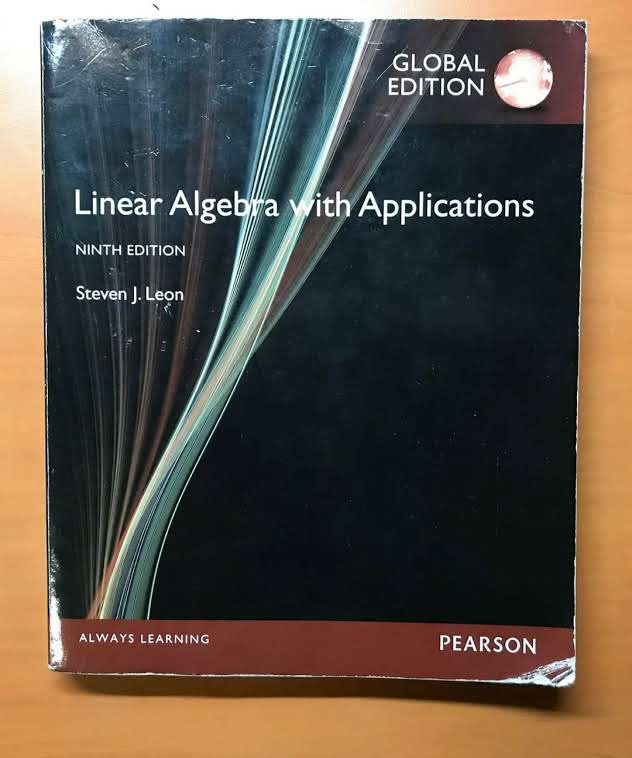 GLOBAL
EDITION
Linear Algebra with Applications
NINTH EDITION
Steven J. Leon
ALWAYS LEARNING
PEARSON